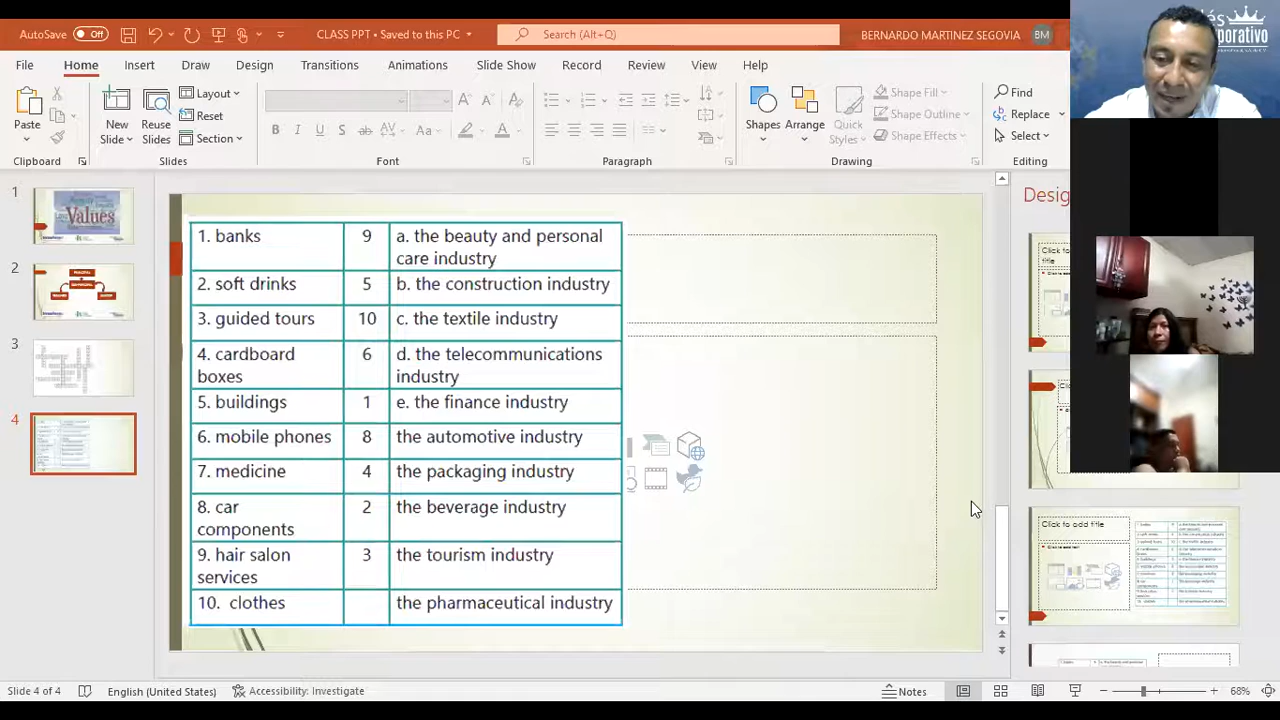 AutoSave Off CLASS PPT • Saved to this PC Search (Alt+Q) BERNARDO MARTINEZ SEGOVIA BM
File Home Insert Draw Design Transitions Animations Slide Record Review View Help
Paste
Clipboard
New Slide
Reuse Slides
Layout
Reset
Section
Slides
B I U S ab Aa A
Font
Paragraph
Shapes Arrange Quick Styles
Shape Fill
Shape Outline
Shape Effects
Drawing
Find
Replace
Select
Editing
1
Values
2
3
4
1. banks 9 a. the beauty and personal
care industry
2. soft drinks 5 b. the construction industry
3. guided tours 10 c. the textile industry
4. cardboard 6 d. the telecommunications
boxes industry
5. buildings 1 e. the finance industry
6. mobile phones 8 the automotive industry
7. medicine 4 the packaging industry
8. car 2 the beverage industry
components
9. hair salon 3 the tourism industry
services
10. clothes the pharmaceutical industry
Click to add title
Slide 4 of 4 English (United States) Accessibility: Investigate Notes 68%